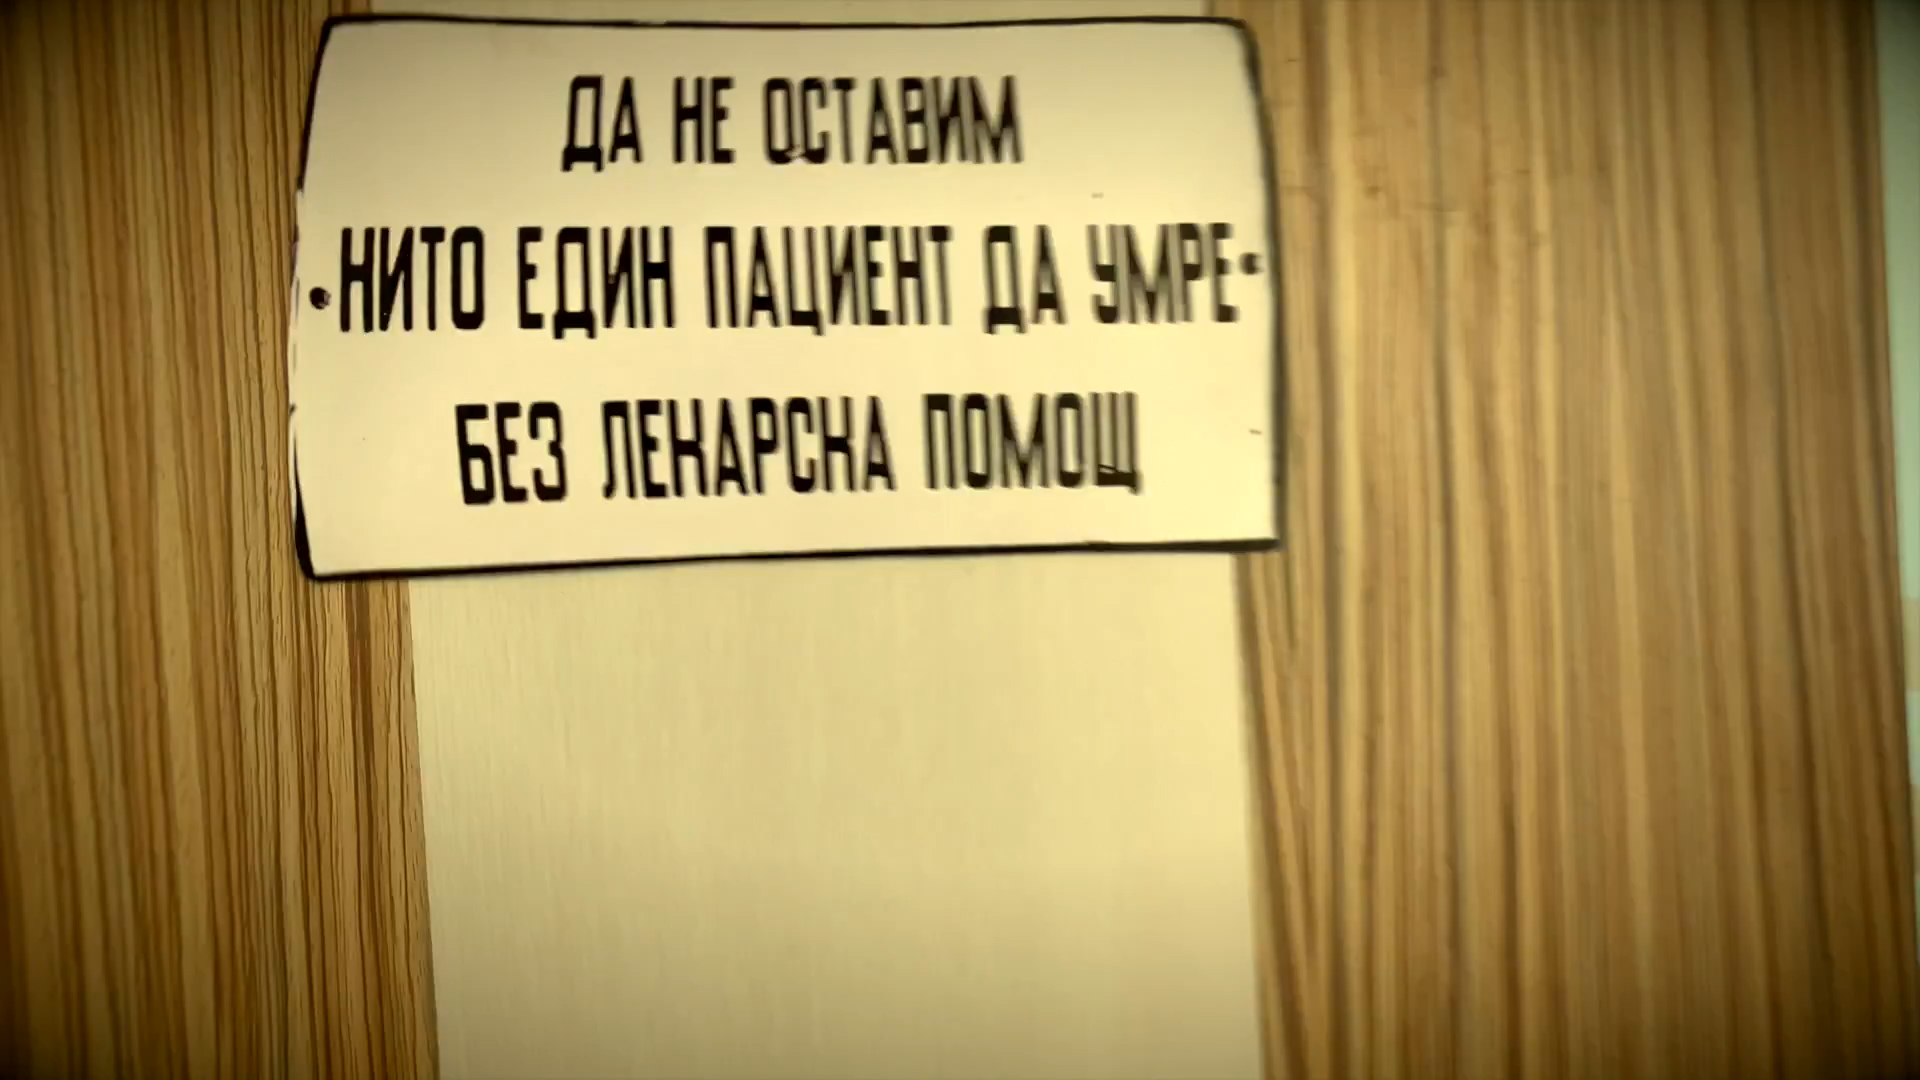 ДА НЕ ОСТАВИМ
НИТО ЕДИН ПАЦИЕНТ ДА УМРЕ
БЕЗ ЛЕКАРСКА ПОМОЩ